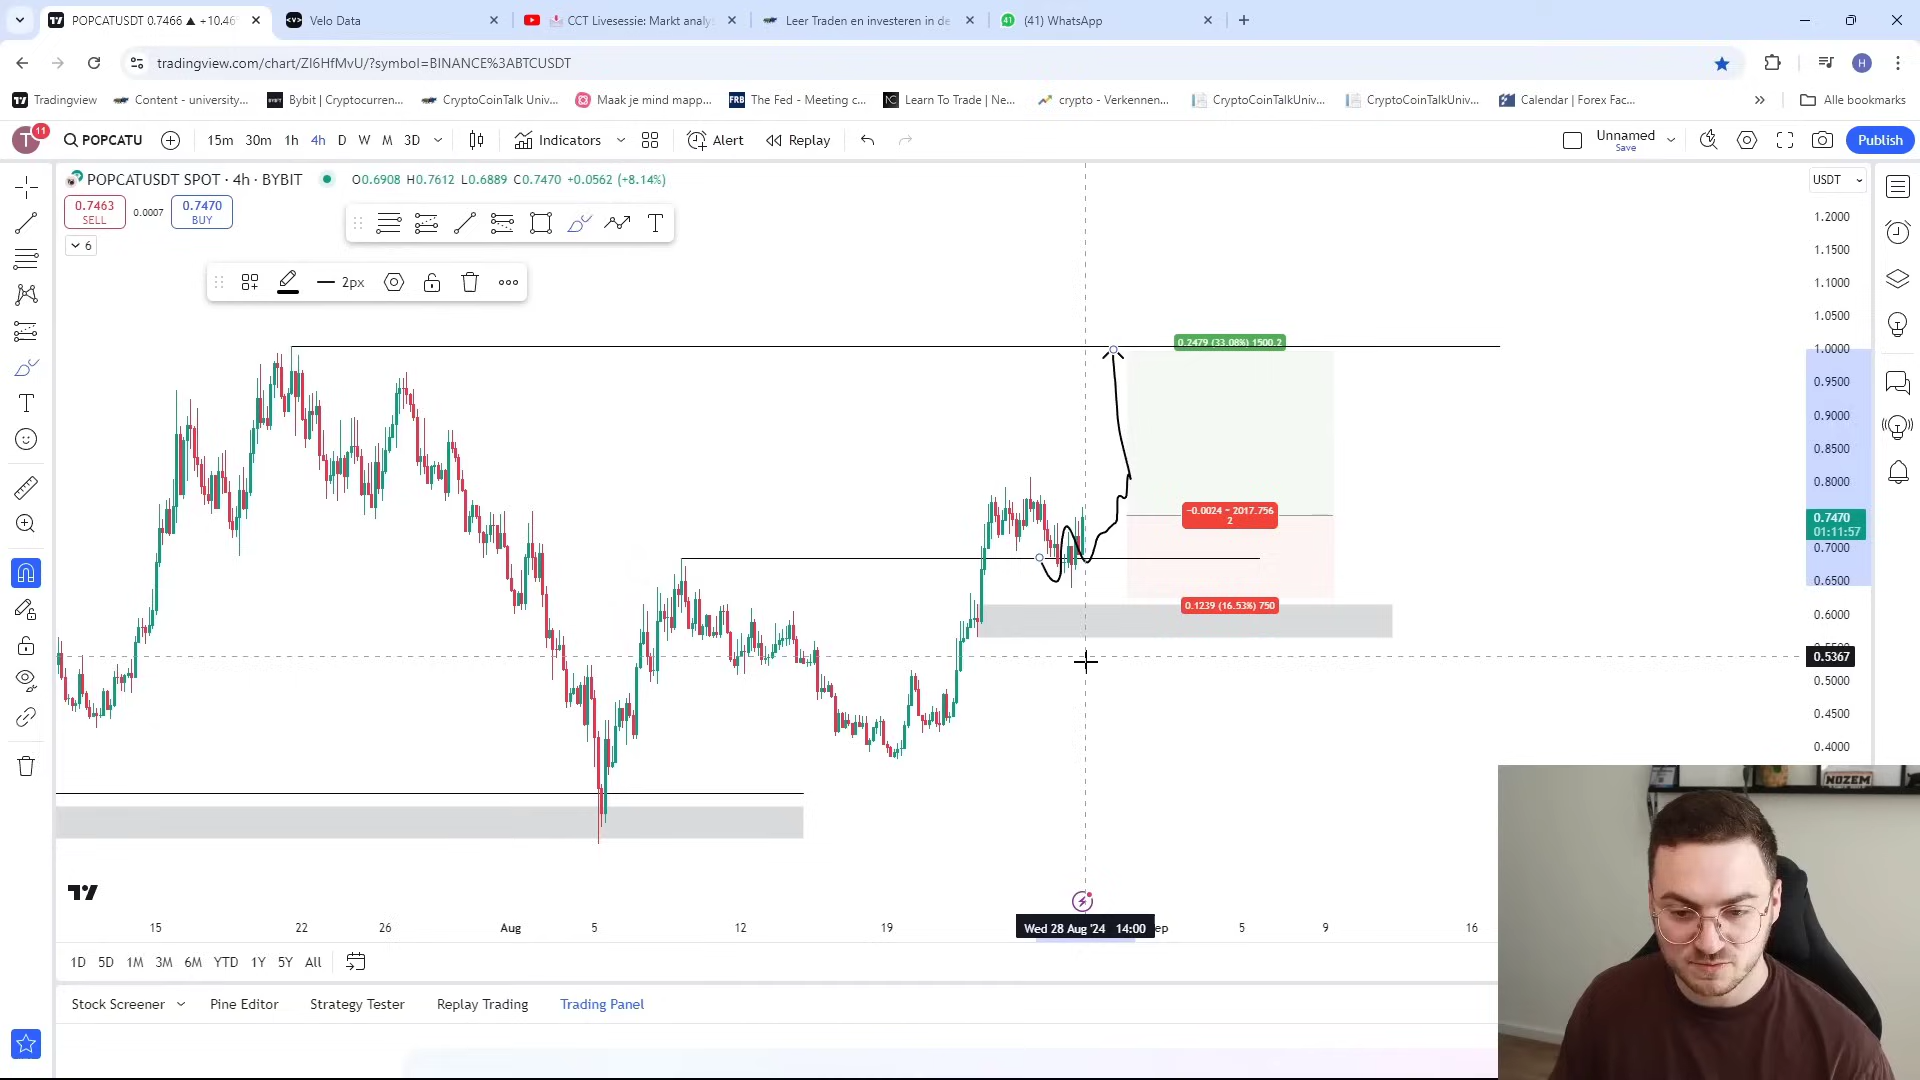 POPCATUSDT 0.7466 ▲ +10.46
Velo Data
CCT Livesessie: Markt analys
Leer Traden en investeren in de
(41) WhatsApp
tradingview.com/chart/ZI6HfMvU/?symbol=BINANCE%3ABTCUSDT
H
Tradingview
Content - university...
Bybit | Cryptocurren...
CryptoCoinTalk Univ...
Maak je mind mapp...
FRB The Fed - Meeting c...
Learn To Trade | Ne...
crypto - Verkennen...
CryptoCoinTalkUniv...
CryptoCoinTalkUniv...
Calendar | Forex Fac...
Alle bookmarks
T 11
POPCATU
15m 30m 1h 4h D W M 3D
Indicators
Alert
Replay
Unnamed
Save
Publish
POPCATUSDT SPOT · 4h · BYBIT
O0.6908 H0.7612 L0.6889 C0.7470 +0.0562 (+8.14%)
USDT
0.7463
SELL
0.0007
0.7470
BUY
6
2px
1.2000
1.1500
1.1000
1.0500
1.0000
0.9500
0.9000
0.8500
0.8000
0.7470
01:11:57
0.7000
0.6500
0.6000
0.5367
0.5000
0.4500
0.4000
0.2479 (33.08%) 1500.2
−0.0024 ~ 2017.756
2
0.1239 (16.53%) 750
15 22 26 Aug 5 12 19
Wed 28 Aug '24 14:00
ep 5 9 16
1D 5D 1M 3M 6M YTD 1Y 5Y All
Stock Screener
Pine Editor
Strategy Tester
Replay Trading
Trading Panel
NOZEM